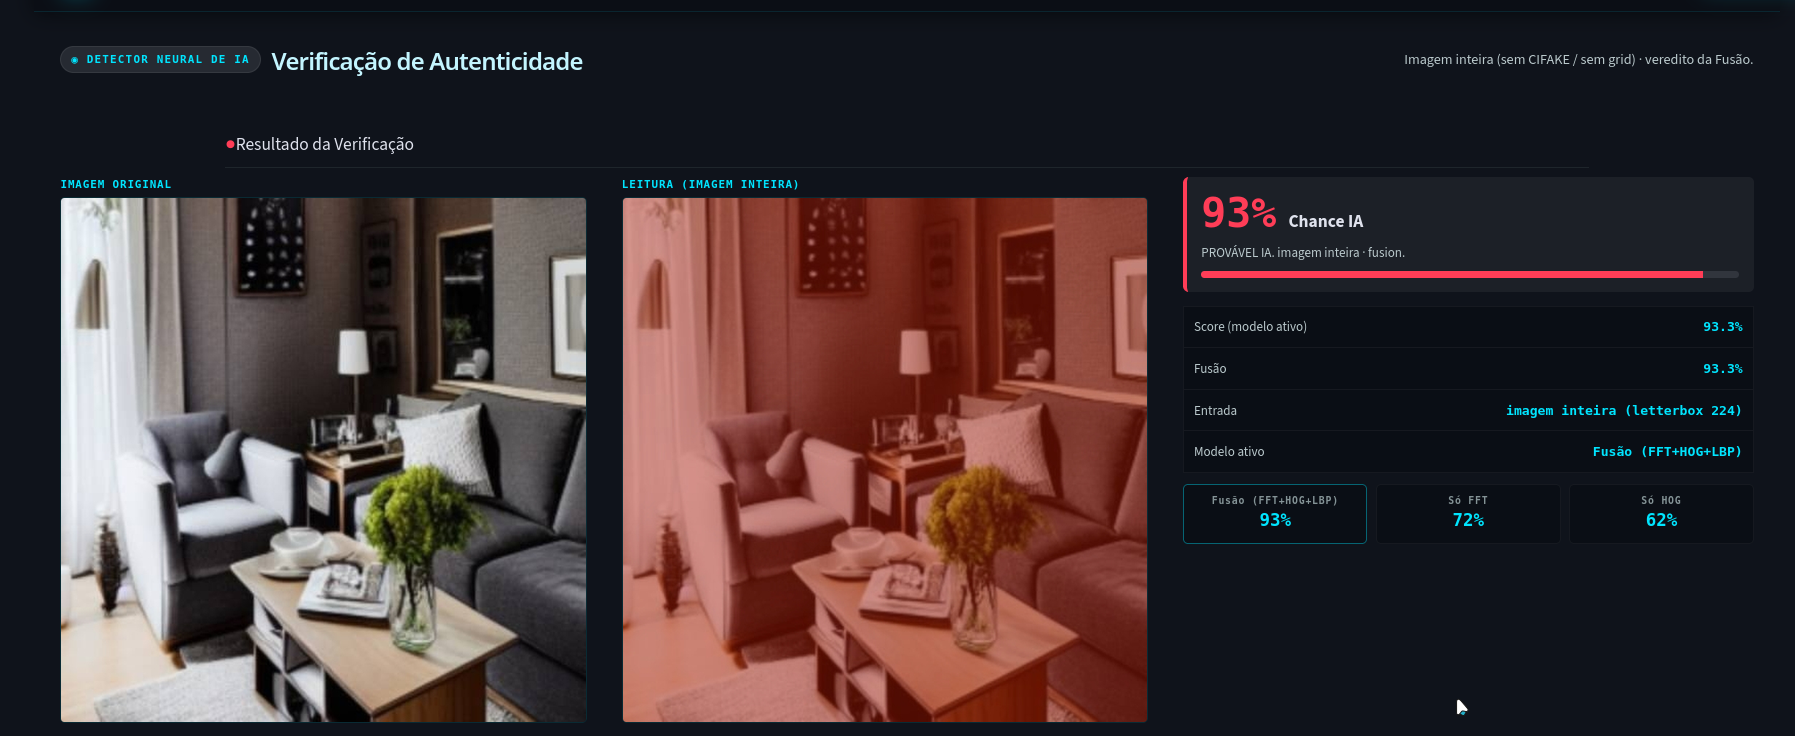 ◉ DETECTOR NEURAL DE IA
Verificação de Autenticidade
Imagem inteira (sem CIFAKE / sem grid) · veredito da Fusão.
Resultado da Verificação
IMAGEM ORIGINAL
LEITURA (IMAGEM INTEIRA)
93% Chance IA
PROVÁVEL IA. imagem inteira · fusion.
Score (modelo ativo) 93.3%
Fusão 93.3%
Entrada imagem inteira (letterbox 224)
Modelo ativo Fusão (FFT+HOG+LBP)
Fusão (FFT+HOG+LBP)
93%
Só FFT
72%
Só HOG
62%